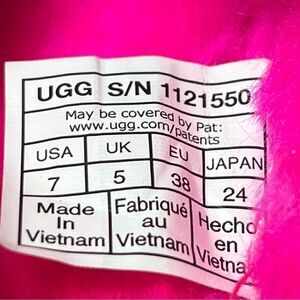 UGG S/N 1121550
May be covered by Pat:
www.ugg.com/patents
USA UK EU JAPAN
7 5 38 24
Made Fabriqué Hecho
In au en
Vietnam Vietnam Vietna